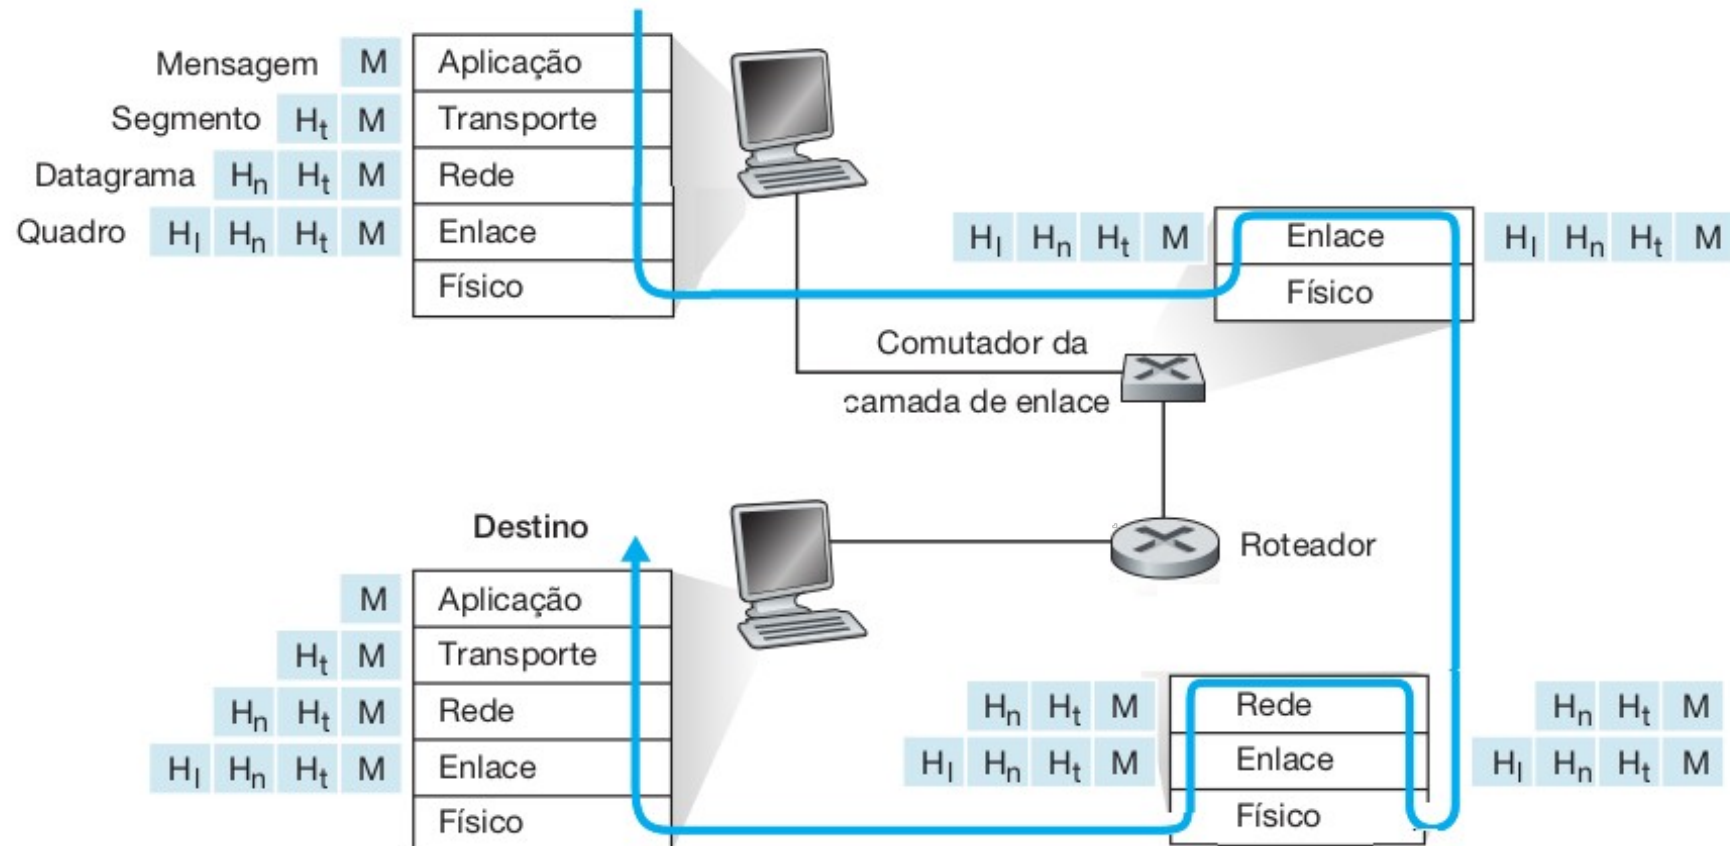 Mensagem M Aplicação
Segmento Ht M Transporte
Datagrama Hn Ht M Rede
Quadro Hl Hn Ht M Enlace
Físico
Hl Hn Ht M Enlace Hl Hn Ht M
Físico
Comutador da
camada de enlace
Roteador
Destino
M Aplicação
Ht M Transporte
Hn Ht M Rede
Hl Hn Ht M Enlace
Físico
Hn Ht M Rede Hn Ht M
Hl Hn Ht M Enlace Hl Hn Ht M
Físico